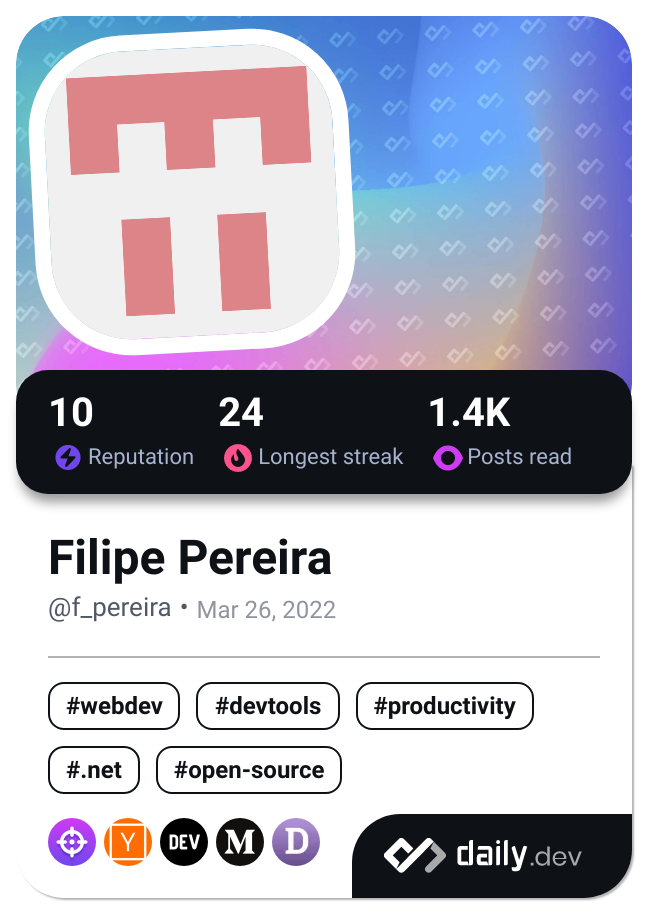 10 24 1.4K
Reputation Longest streak Posts read
Filipe Pereira
@f_pereira • Mar 26, 2022
#webdev #devtools #productivity
#.net #open-source
Y DEV M D daily.dev